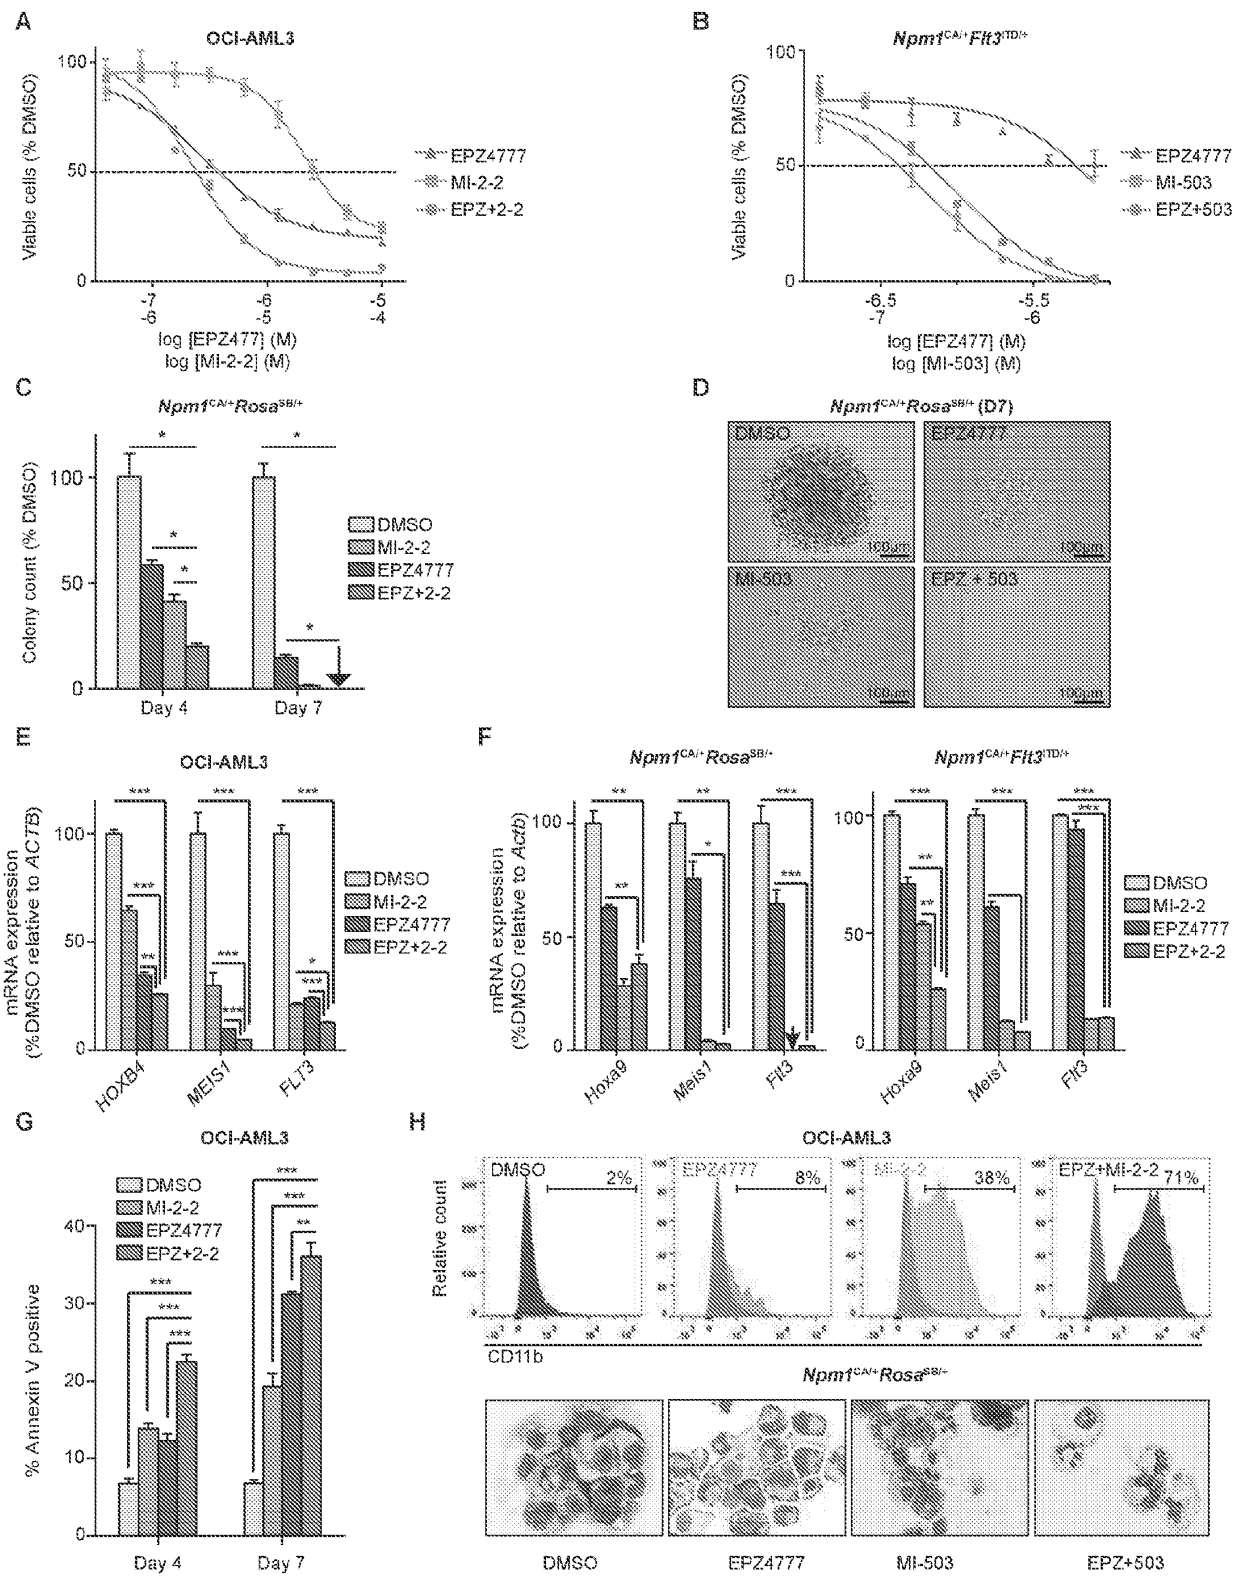 A
OCI-AML3
Viable cells (% DMSO)
100
50
0
-7 -6 -5
-6 -5 -4
log [EPZ477] (M)
log [MI-2-2] (M)
EPZ4777
MI-2-2
EPZ+2-2
B
Npm1CA/+Flt3ITD/+
Viable cells (% DMSO)
100
50
0
-6.5 -5.5
-7 -6
log [EPZ477] (M)
log [MI-503] (M)
EPZ4777
MI-503
EPZ+503
C
Npm1CA/+RosaSB/+
Colony count (% DMSO)
100
50
0
* *
* *
*
Day 4 Day 7
DMSO
MI-2-2
EPZ4777
EPZ+2-2
D
Npm1CA/+RosaSB/+ (D7)
DMSO
100µm
EPZ4777
100µm
MI-503
100µm
EPZ + 503
100µm
E
OCI-AML3
mRNA expression
(%DMSO relative to ACTB)
100
50
0
*** *** ***
***
**
***
***
*
***
HOXB4 MEIS1 FLT3
DMSO
MI-2-2
EPZ4777
EPZ+2-2
F
Npm1CA/+RosaSB/+
mRNA expression
(%DMSO relative to Actb)
100
50
0
** ** ***
** * ***
Hoxa9 Meis1 Flt3
Npm1CA/+Flt3ITD/+
100
50
0
*** *** ***
***
**
**
Hoxa9 Meis1 Flt3
DMSO
MI-2-2
EPZ4777
EPZ+2-2
G
OCI-AML3
% Annexin V positive
40
30
20
10
0
DMSO
MI-2-2
EPZ4777
EPZ+2-2
***
***
***
***
***
**
Day 4 Day 7
H
OCI-AML3
Relative count
DMSO
2%
EPZ4777
8%
MI-2-2
38%
EPZ+MI-2-2
71%
CD11b
Npm1CA/+RosaSB/+
DMSO EPZ4777 MI-503 EPZ+503